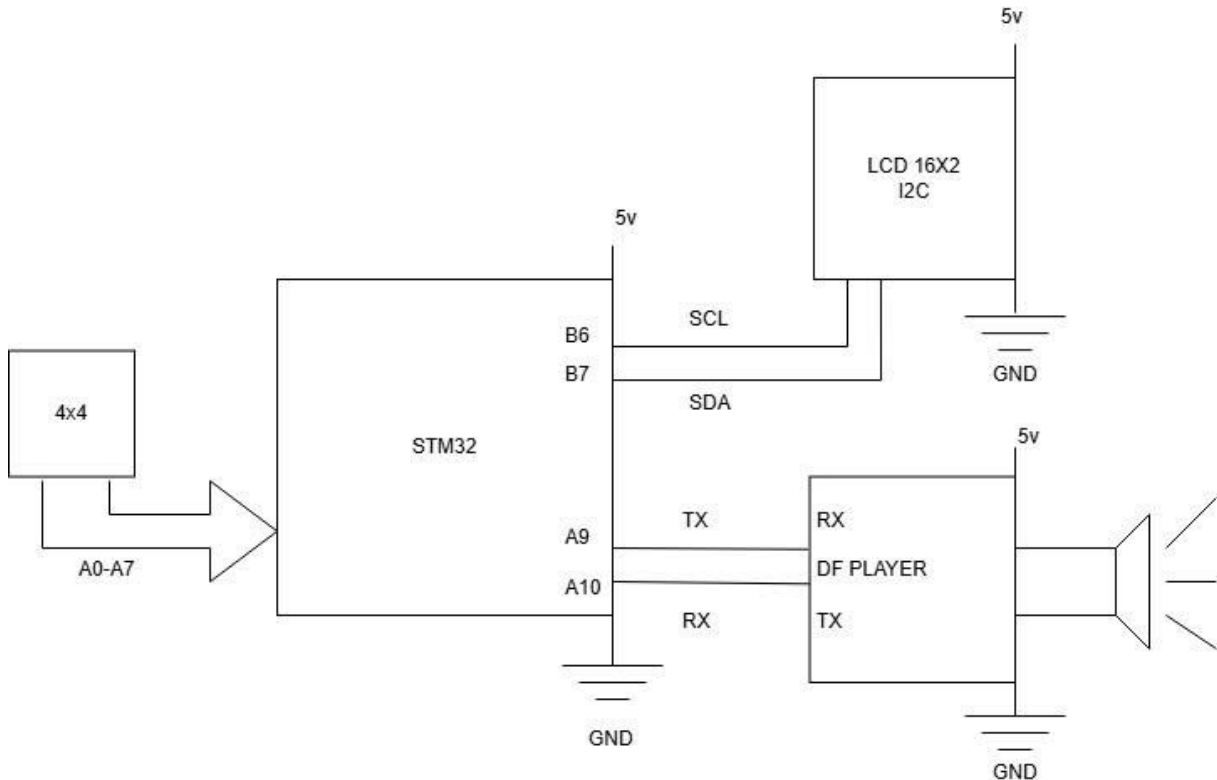 5v
LCD 16X2
I2C
5v
B6
SCL
B7
SDA
GND
4x4
STM32
5v
A9
TX
RX
A0-A7
DF PLAYER
A10
RX
TX
GND
GND